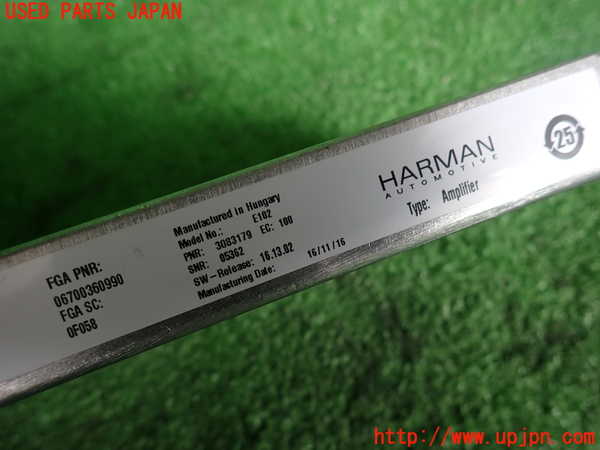 USED PARTS JAPAN
FGA PNR:
06700360990
FGA SC:
0F058
Manufactured in Hungary
Model No.: E102
PNR: 3083179 EC: 100
SNR: 05362
SW-Release: 16.13.02
Manufacturing Date: 16/11/16
HARMAN
AUTOMOTIVE
Type: Amplifier
25
http://www.upjpn.com/